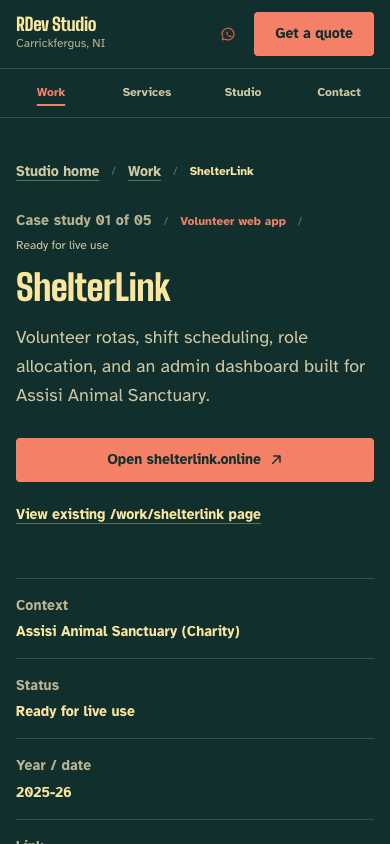 RDev Studio
Carrickfergus, NI
Get a quote
Work Services Studio Contact
Studio home / Work / ShelterLink
Case study 01 of 05 / Volunteer web app /
Ready for live use
ShelterLink
Volunteer rotas, shift scheduling, role
allocation, and an admin dashboard built for
Assisi Animal Sanctuary.
Open shelterlink.online ↗
View existing /work/shelterlink page
Context
Assisi Animal Sanctuary (Charity)
Status
Ready for live use
Year / date
2025-26